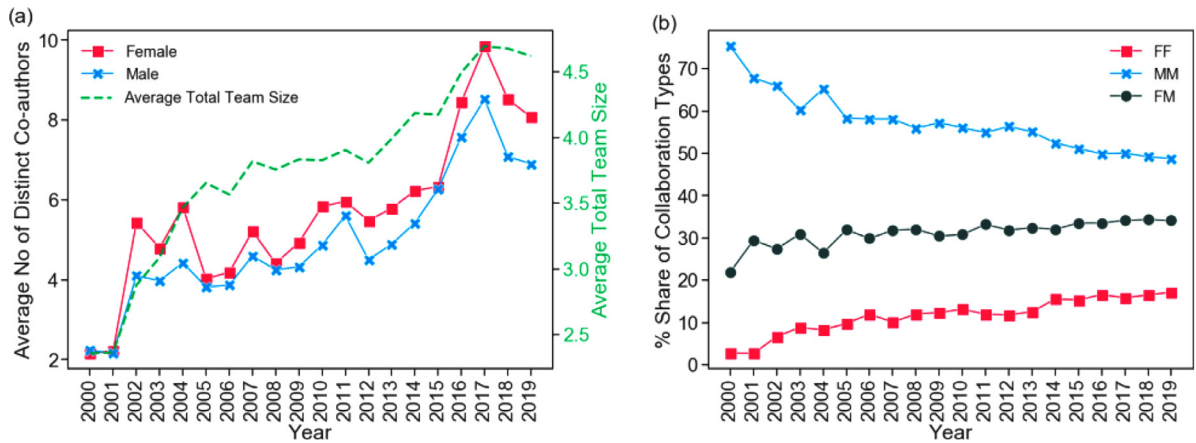 (a)
Average No of Distinct Co-authors
10
8
6
4
2
Female
Male
Average Total Team Size
4.5
4.0
3.5
3.0
2.5
Average Total Team Size
2000 2001 2002 2003 2004 2005 2006 2007 2008 2009 2010 2011 2012 2013 2014 2015 2016 2017 2018 2019
Year
(b)
% Share of Collaboration Types
70
60
50
40
30
20
10
0
FF
MM
FM
2000 2001 2002 2003 2004 2005 2006 2007 2008 2009 2010 2011 2012 2013 2014 2015 2016 2017 2018 2019
Year